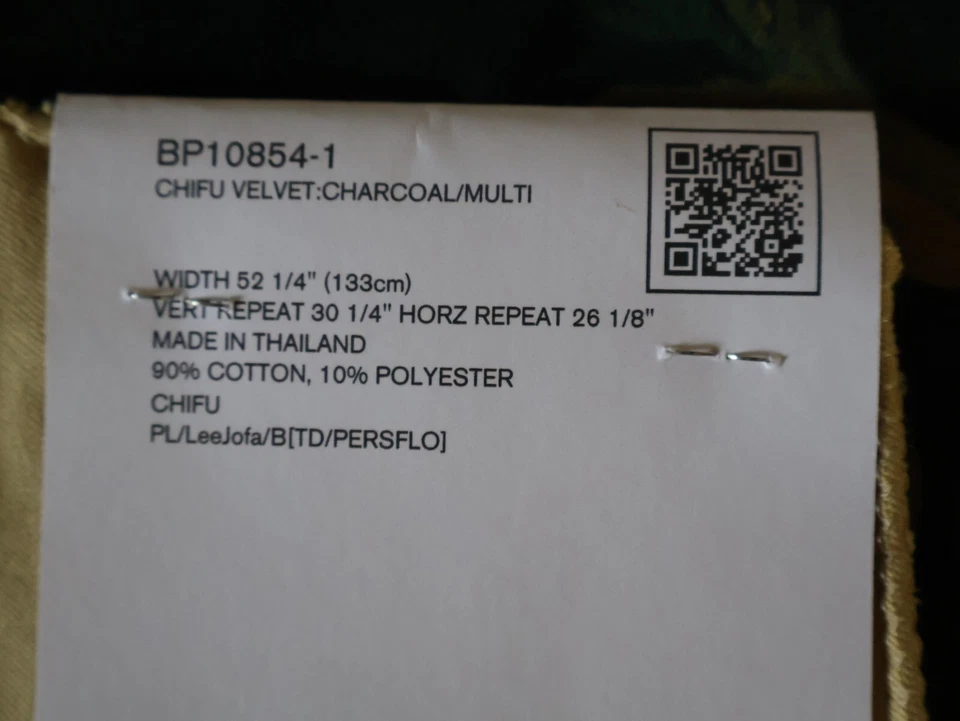 BP10854-1
CHIFU VELVET:CHARCOAL/MULTI
WIDTH 52 1/4" (133cm)
VERT REPEAT 30 1/4" HORZ REPEAT 26 1/8"
MADE IN THAILAND
90% COTTON, 10% POLYESTER
CHIFU
PL/LeeJofa/B[TD/PERSFLO]